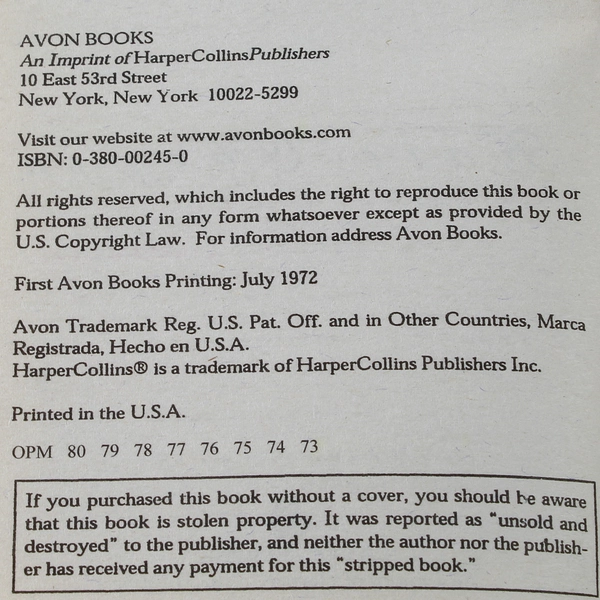 AVON BOOKS
An Imprint of HarperCollinsPublishers
10 East 53rd Street
New York, New York 10022-5299
Visit our website at www.avonbooks.com
ISBN: 0-380-00245-0
All rights reserved, which includes the right to reproduce this book or
portions thereof in any form whatsoever except as provided by the
U.S. Copyright Law. For information address Avon Books.
First Avon Books Printing: July 1972
Avon Trademark Reg. U.S. Pat. Off. and in Other Countries, Marca
Registrada, Hecho en U.S.A.
HarperCollins® is a trademark of HarperCollins Publishers Inc.
Printed in the U.S.A.
OPM 80 79 78 77 76 75 74 73
If you purchased this book without a cover, you should be aware
that this book is stolen property. It was reported as "unsold and
destroyed" to the publisher, and neither the author nor the publish-
er has received any payment for this "stripped book."